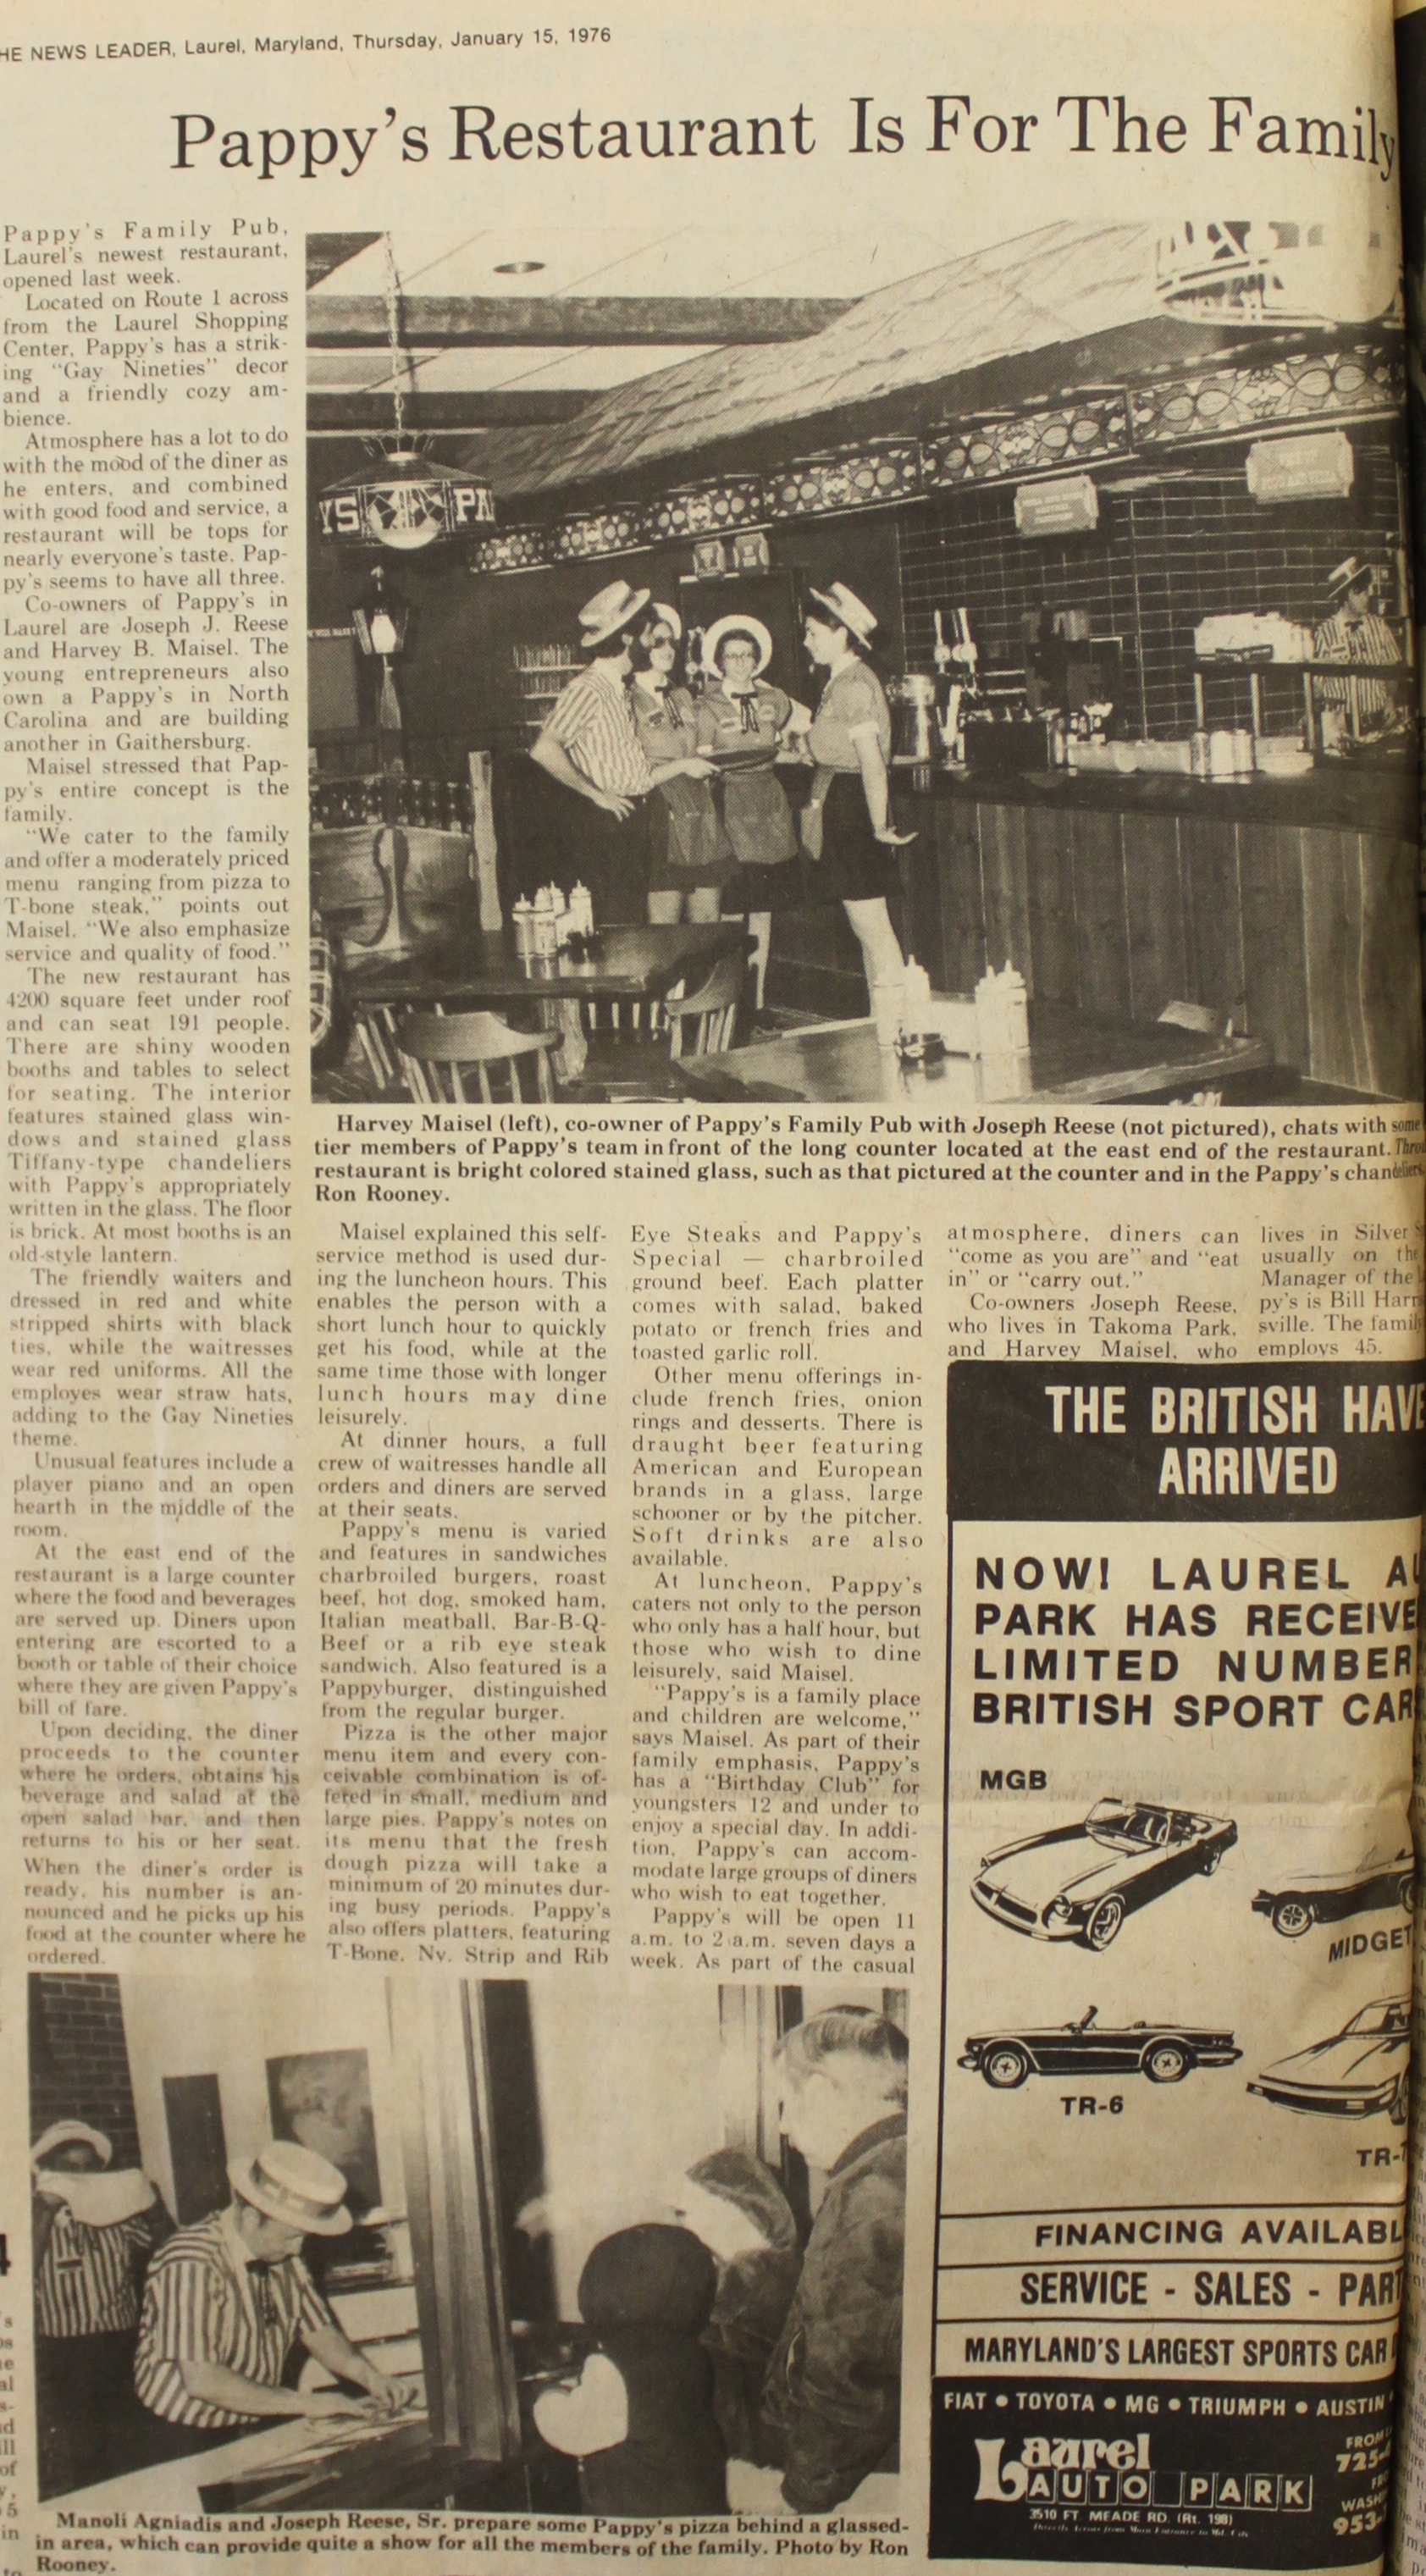 HE NEWS LEADER, Laurel, Maryland, Thursday, January 15, 1976
Pappy's Restaurant Is For The Family
Pappy's Family Pub,
Laurel's newest restaurant,
opened last week.
Located on Route 1 across
from the Laurel Shopping
Center, Pappy's has a strik-
ing "Gay Nineties" decor
and a friendly cozy am-
bience.
Atmosphere has a lot to do
with the mood of the diner as
he enters, and combined
with good food and service, a
restaurant will be tops for
nearly everyone's taste. Pap-
py's seems to have all three.
Co-owners of Pappy's in
Laurel are Joseph J. Reese
and Harvey B. Maisel. The
young entrepreneurs also
own a Pappy's in North
Carolina and are building
another in Gaithersburg.
Maisel stressed that Pap-
py's entire concept is the
family.
"We cater to the family
and offer a moderately priced
menu ranging from pizza to
T-bone steak," points out
Maisel. "We also emphasize
service and quality of food."
The new restaurant has
4200 square feet under roof
and can seat 191 people.
There are shiny wooden
booths and tables to select
for seating. The interior
features stained glass win-
dows and stained glass
Tiffany-type chandeliers
with Pappy's appropriately
written in the glass. The floor
is brick. At most booths is an
old-style lantern.
The friendly waiters and
dressed in red and white
stripped shirts with black
ties, while the waitresses
wear red uniforms. All the
employes wear straw hats,
adding to the Gay Nineties
theme.
Unusual features include a
player piano and an open
hearth in the middle of the
room.
At the east end of the
restaurant is a large counter
where the food and beverages
are served up. Diners upon
entering are escorted to a
booth or table of their choice
where they are given Pappy's
bill of fare.
Upon deciding, the diner
proceeds to the counter
where he orders, obtains his
beverage and salad at the
open salad bar, and then
returns to his or her seat.
When the diner's order is
ready, his number is an-
nounced and he picks up his
food at the counter where he
ordered.
YS PA
Harvey Maisel (left), co-owner of Pappy's Family Pub with Joseph Reese (not pictured), chats with some
tier members of Pappy's team in front of the long counter located at the east end of the restaurant. Throu
restaurant is bright colored stained glass, such as that pictured at the counter and in the Pappy's chandeliers
Ron Rooney.
Maisel explained this self-
service method is used dur-
ing the luncheon hours. This
enables the person with a
short lunch hour to quickly
get his food, while at the
same time those with longer
lunch hours may dine
leisurely.
At dinner hours, a full
crew of waitresses handle all
orders and diners are served
at their seats.
Pappy's menu is varied
and features in sandwiches
charbroiled burgers, roast
beef, hot dog, smoked ham,
Italian meatball, Bar-B-Q-
Beef or a rib eye steak
sandwich. Also featured is a
Pappyburger, distinguished
from the regular burger.
Pizza is the other major
menu item and every con-
ceivable combination is of-
fered in small, medium and
large pies. Pappy's notes on
its menu that the fresh
dough pizza will take a
minimum of 20 minutes dur-
ing busy periods. Pappy's
also offers platters, featuring
T-Bone, Ny. Strip and Rib
Eye Steaks and Pappy's
Special — charbroiled
ground beef. Each platter
comes with salad, baked
potato or french fries and
toasted garlic roll.
Other menu offerings in-
clude french fries, onion
rings and desserts. There is
draught beer featuring
American and European
brands in a glass, large
schooner or by the pitcher.
Soft drinks are also
available.
At luncheon, Pappy's
caters not only to the person
who only has a half hour, but
those who wish to dine
leisurely, said Maisel.
"Pappy's is a family place
and children are welcome,"
says Maisel. As part of their
family emphasis, Pappy's
has a "Birthday Club" for
youngsters 12 and under to
enjoy a special day. In addi-
tion, Pappy's can accom-
modate large groups of diners
who wish to eat together.
Pappy's will be open 11
a.m. to 2 a.m. seven days a
week. As part of the casual
atmosphere, diners can
"come as you are" and "eat
in" or "carry out."
Co-owners Joseph Reese,
who lives in Takoma Park,
and Harvey Maisel, who
lives in Silver
usually on the
Manager of the
py's is Bill Harr
sville. The famil
employs 45.
Manoli Agniadis and Joseph Reese, Sr. prepare some Pappy's pizza behind a glassed-
in area, which can provide quite a show for all the members of the family. Photo by Ron
Rooney.
THE BRITISH HAVE
ARRIVED
NOW! LAUREL AU
PARK HAS RECEIVE
LIMITED NUMBER
BRITISH SPORT CAR
MGB
MIDGET
TR-6
TR-
FINANCING AVAILABL
SERVICE - SALES - PART
MARYLAND'S LARGEST SPORTS CAR
FIAT • TOYOTA • MG • TRIUMPH • AUSTIN
Laurel
AUTO PARK
3510 FT. MEADE RD. (Rt. 198)
Directly Across from Main Entrance to Md. City
FROM
725-
WASH
953-